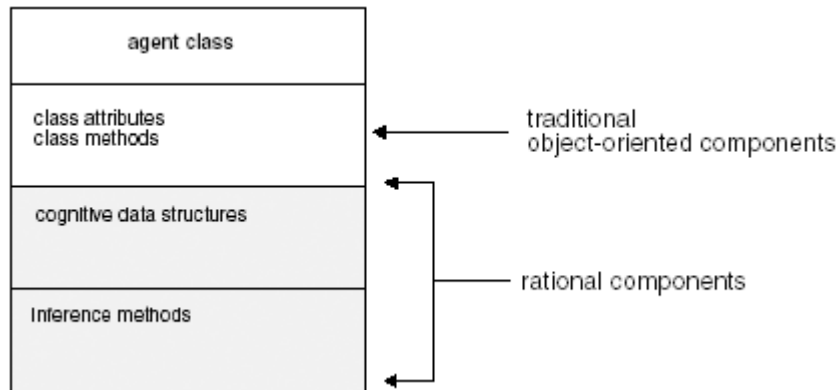 agent class
class attributes
class methods
traditional
object-oriented components
cognitive data structures
rational components
Inference methods